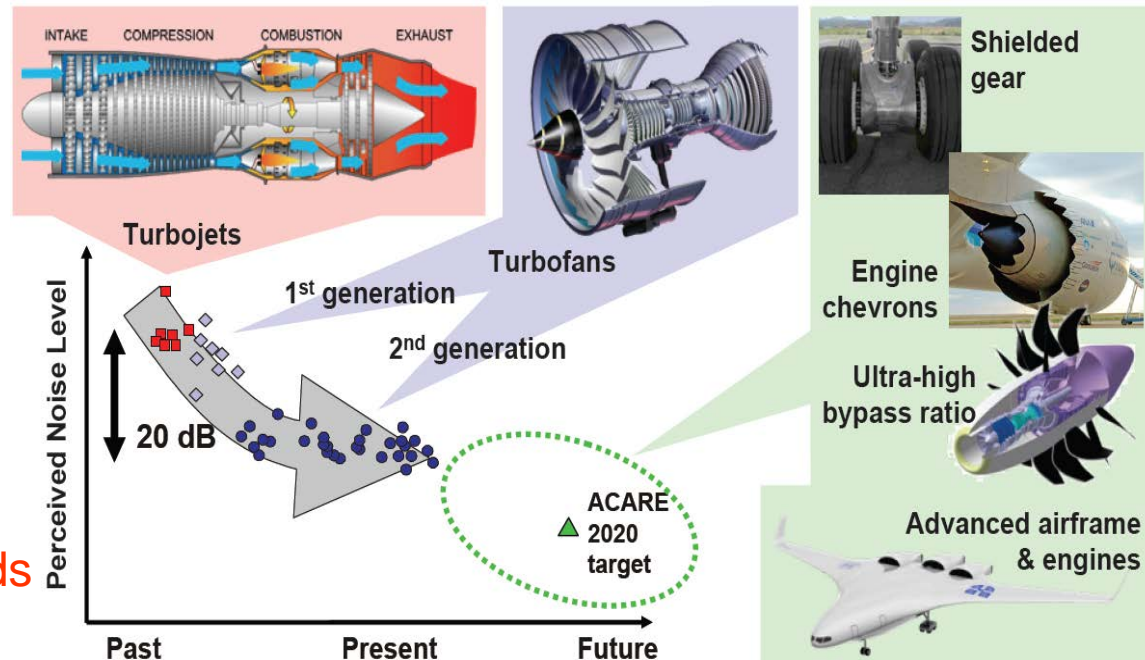 INTAKE COMPRESSION COMBUSTION EXHAUST
Turbojets
Turbofans
1st generation
2nd generation
Shielded
gear
Engine
chevrons
Ultra-high
bypass ratio
Advanced airframe
& engines
Perceived Noise Level
20 dB
ACARE
2020
target
ds
Past Present Future